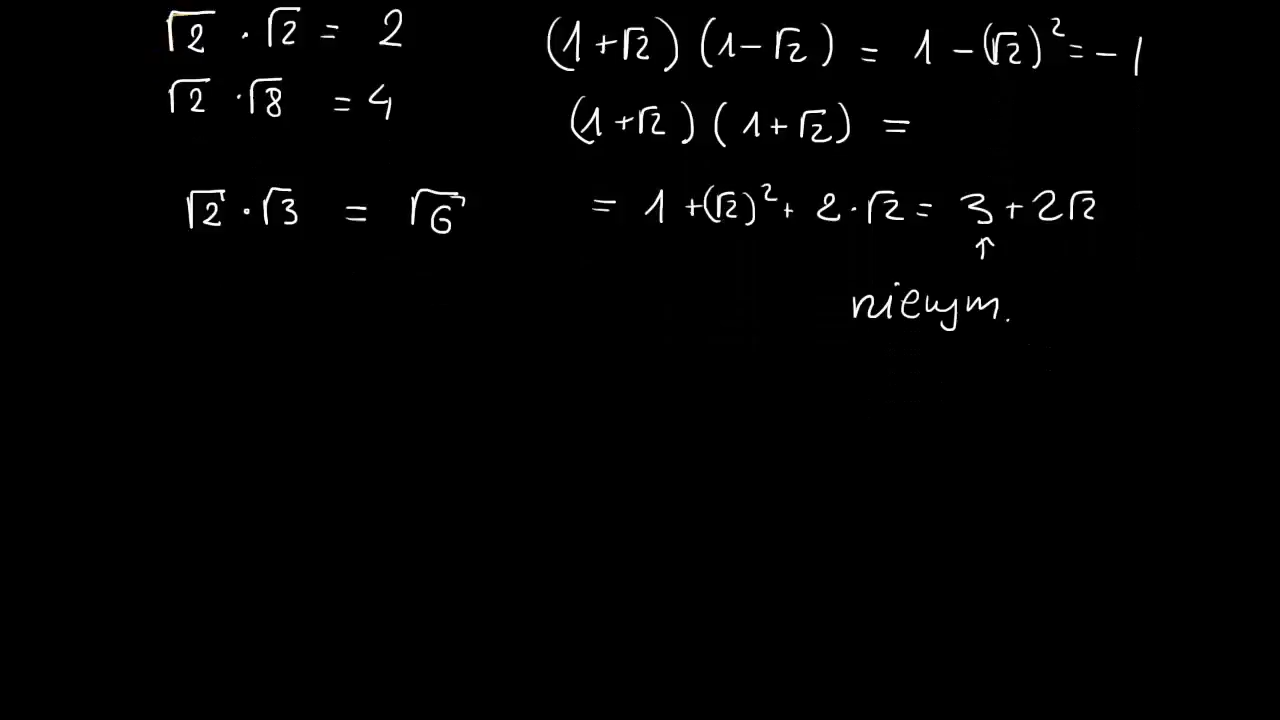 √2 · √2 = 2
√2 · √8 = 4
√2 · √3 = √6
(1 + √2) (1 − √2) = 1 − (√2)² = − 1
(1 + √2) (1 + √2) =
= 1 + (√2)² + 2 · √2 = 3 + 2√2
↑
niewym.